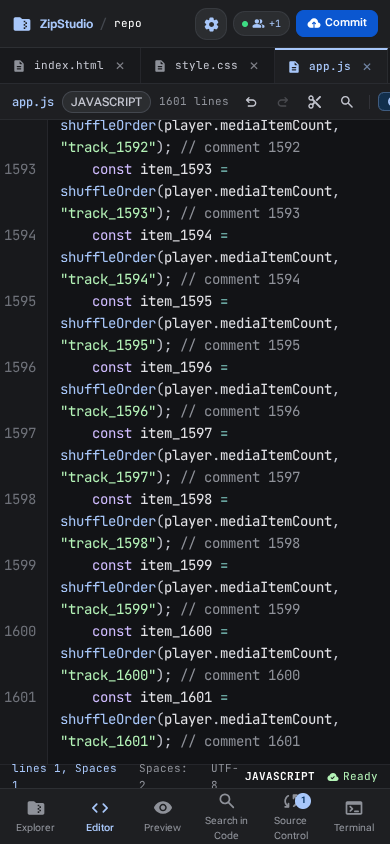 ZipStudio / repo
+1
Commit
index.html
style.css
app.js
app.js JAVASCRIPT 1601 lines
shuffleOrder(player.mediaItemCount,
"track_1592"); // comment 1592
1593 const item_1593 =
shuffleOrder(player.mediaItemCount,
"track_1593"); // comment 1593
1594 const item_1594 =
shuffleOrder(player.mediaItemCount,
"track_1594"); // comment 1594
1595 const item_1595 =
shuffleOrder(player.mediaItemCount,
"track_1595"); // comment 1595
1596 const item_1596 =
shuffleOrder(player.mediaItemCount,
"track_1596"); // comment 1596
1597 const item_1597 =
shuffleOrder(player.mediaItemCount,
"track_1597"); // comment 1597
1598 const item_1598 =
shuffleOrder(player.mediaItemCount,
"track_1598"); // comment 1598
1599 const item_1599 =
shuffleOrder(player.mediaItemCount,
"track_1599"); // comment 1599
1600 const item_1600 =
shuffleOrder(player.mediaItemCount,
"track_1600"); // comment 1600
1601 const item_1601 =
shuffleOrder(player.mediaItemCount,
"track_1601"); // comment 1601
lines 1, Spaces
1
Spaces:
2
UTF-
8
JAVASCRIPT
Ready
Explorer
Editor
Preview
Search in
Code
Source
Control
1
Terminal